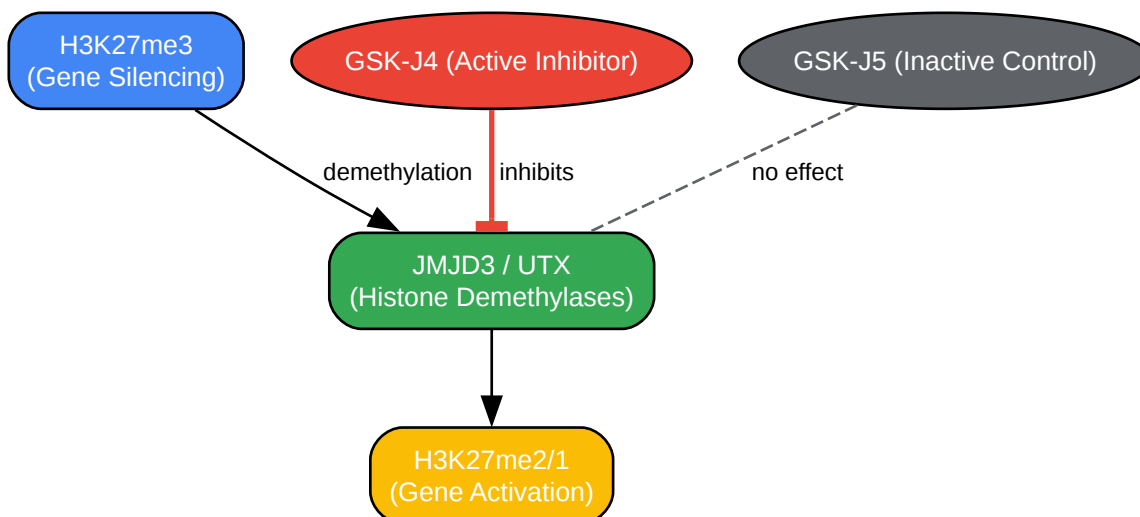 H3K27me3
(Gene Silencing)
GSK-J4 (Active Inhibitor)
GSK-J5 (Inactive Control)
demethylation
inhibits
no effect
JMJD3 / UTX
(Histone Demethylases)
H3K27me2/1
(Gene Activation)